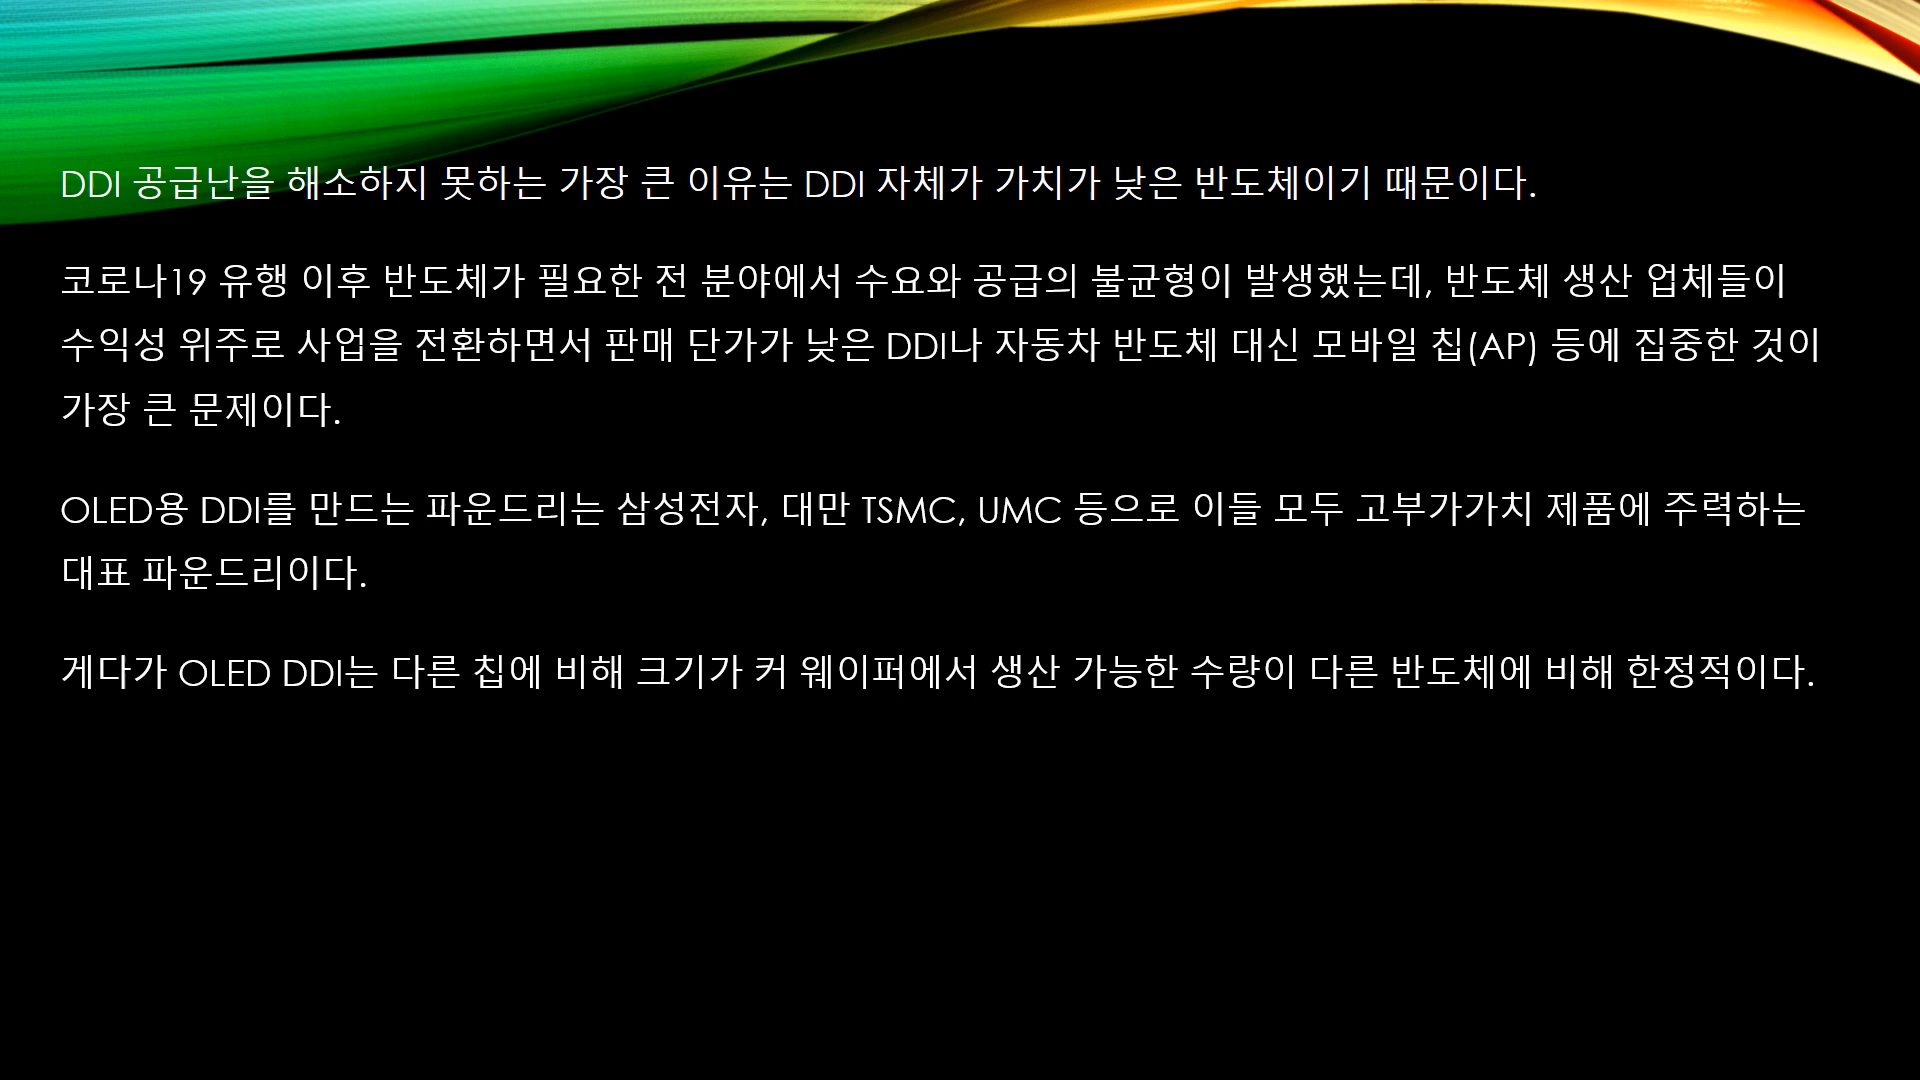 DDI 공급난을 해소하지 못하는 가장 큰 이유는 DDI 자체가 가치가 낮은 반도체이기 때문이다.
코로나19 유행 이후 반도체가 필요한 전 분야에서 수요와 공급의 불균형이 발생했는데, 반도체 생산 업체들이
수익성 위주로 사업을 전환하면서 판매 단가가 낮은 DDI나 자동차 반도체 대신 모바일 칩(AP) 등에 집중한 것이
가장 큰 문제이다.
OLED용 DDI를 만드는 파운드리는 삼성전자, 대만 TSMC, UMC 등으로 이들 모두 고부가가치 제품에 주력하는
대표 파운드리이다.
게다가 OLED DDI는 다른 칩에 비해 크기가 커 웨이퍼에서 생산 가능한 수량이 다른 반도체에 비해 한정적이다.